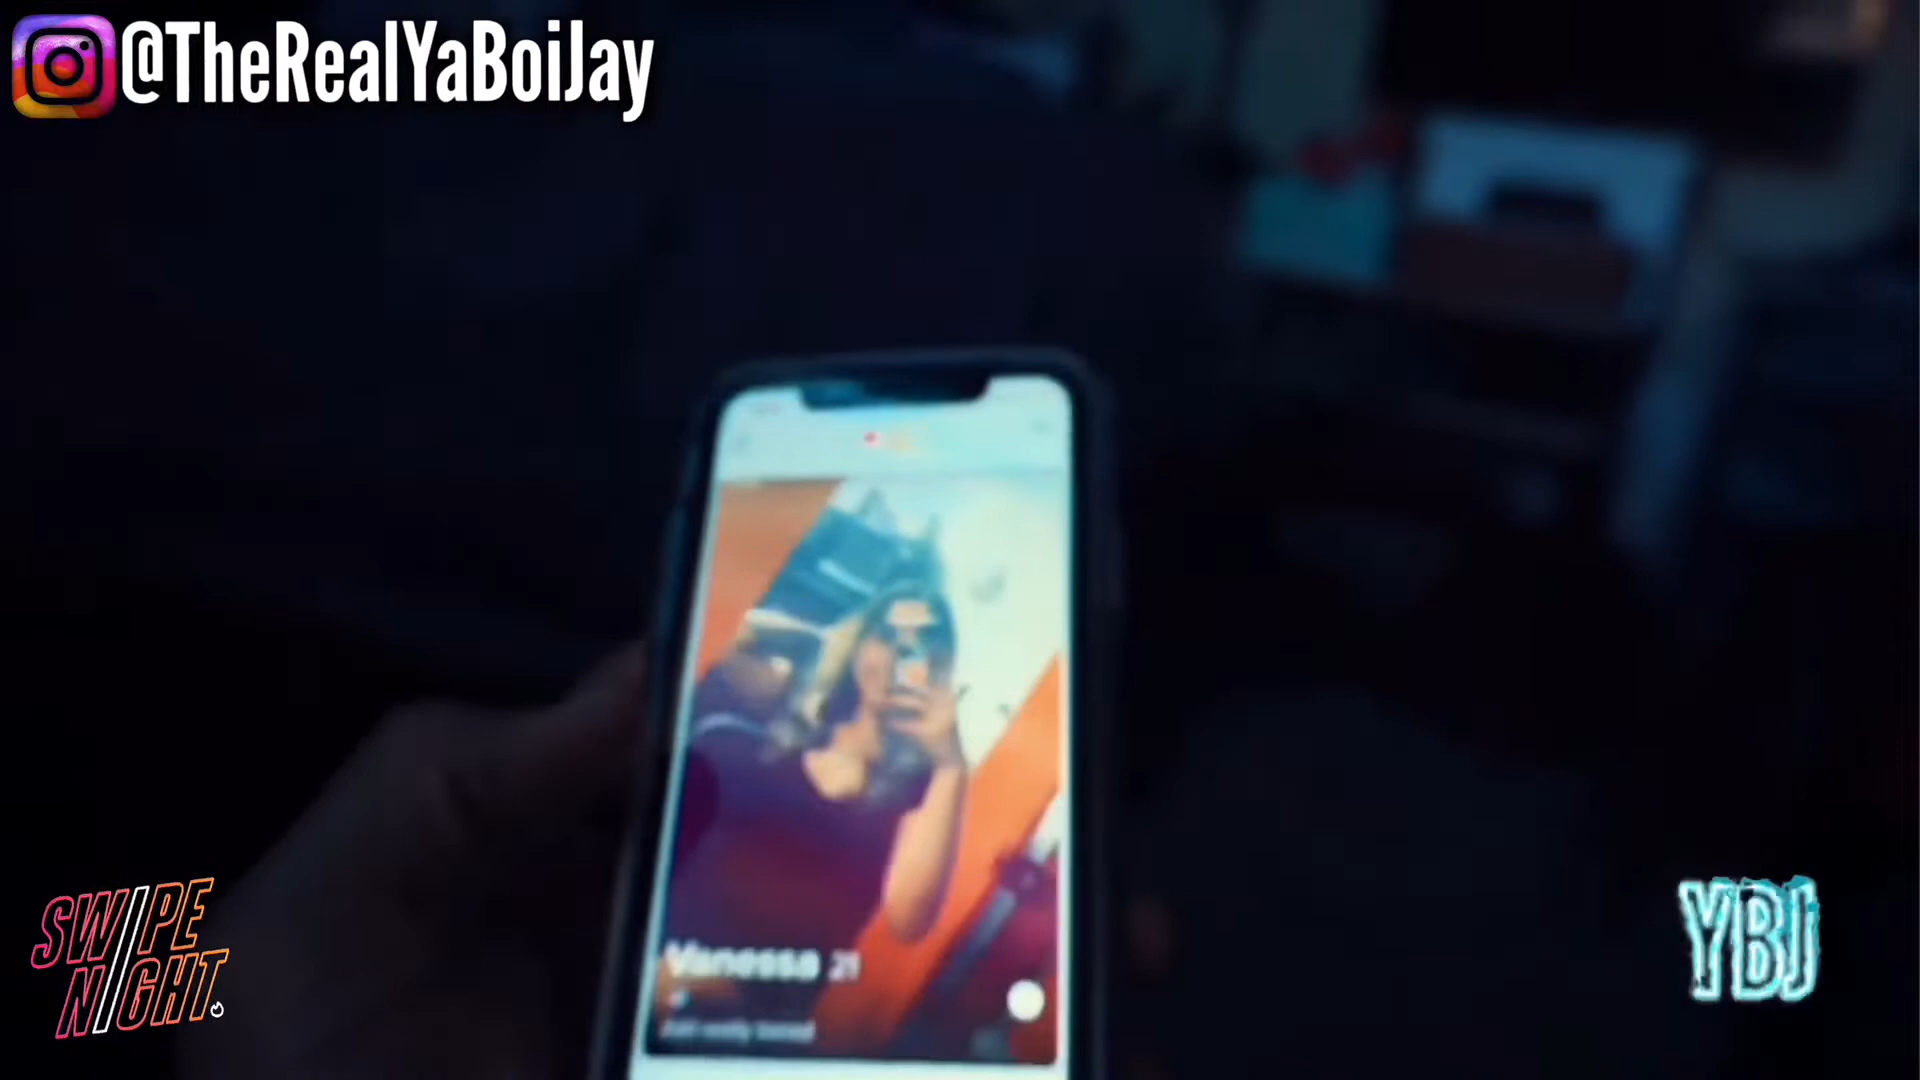 @TheRealYaBoiJay
Vanessa 21
SWIPE
NIGHT.
YBJ